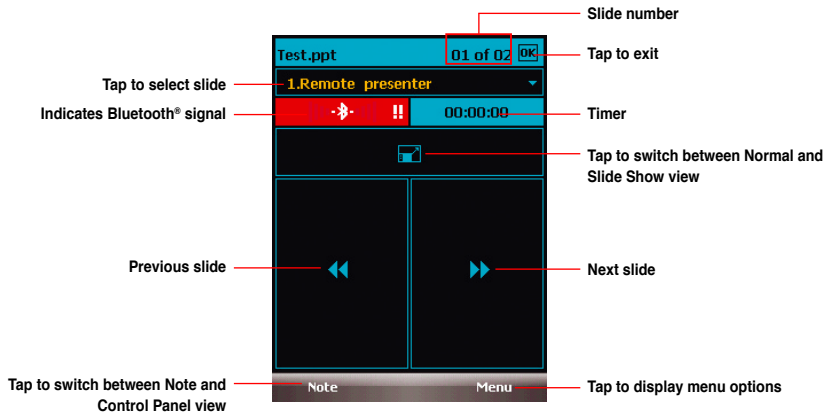 Slide number
Test.ppt 01 of 02 OK
Tap to exit
Tap to select slide
1.Remote presenter
Indicates Bluetooth® signal
!! 00:00:00
Timer
Tap to switch between Normal and
Slide Show view
Previous slide
Next slide
Tap to switch between Note and
Control Panel view
Note Menu
Tap to display menu options